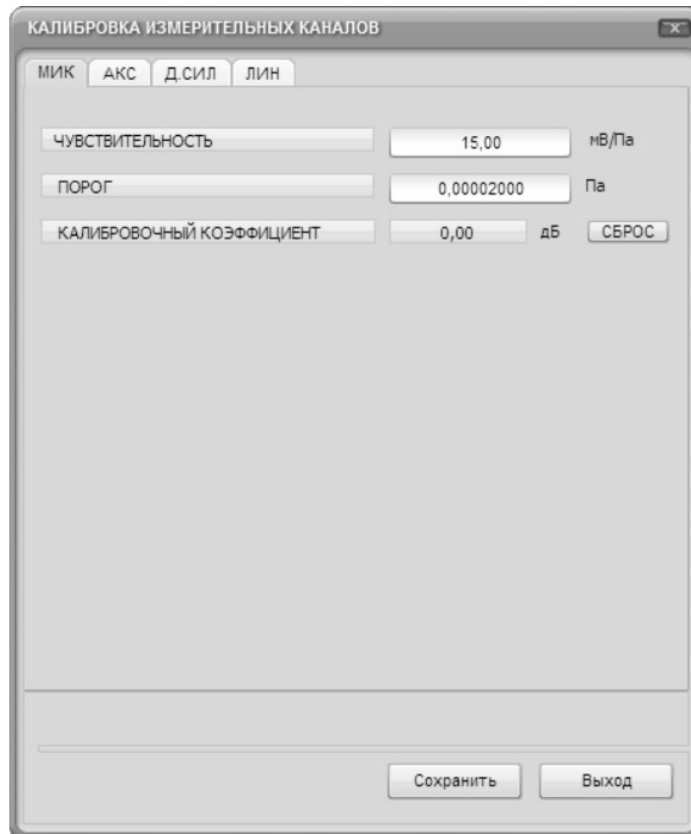 КАЛИБРОВКА ИЗМЕРИТЕЛЬНЫХ КАНАЛОВ
МИК АКС Д.СИЛ ЛИН
ЧУВСТВИТЕЛЬНОСТЬ 15,00 мВ/Па
ПОРОГ 0,00002000 Па
КАЛИБРОВОЧНЫЙ КОЭФФИЦИЕНТ 0,00 дБ СБРОС
Сохранить Выход